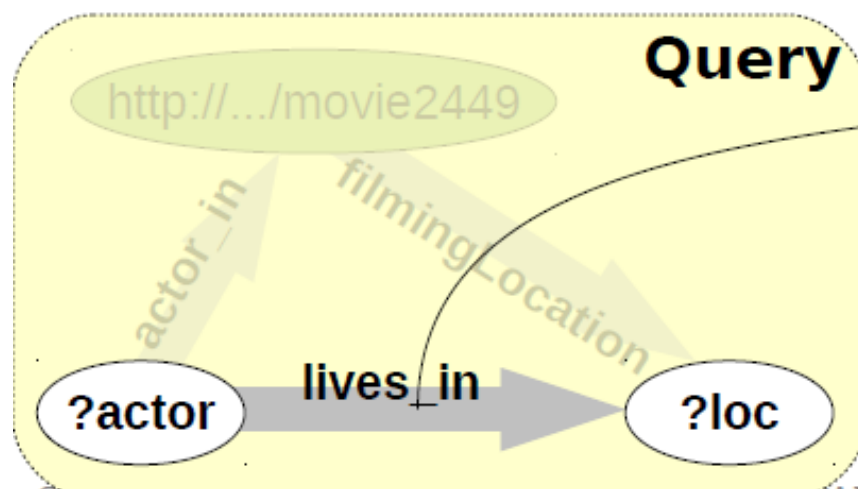 Query
http://.../movie2449
actor_in
filmingLocation
lives_in
?actor
?loc